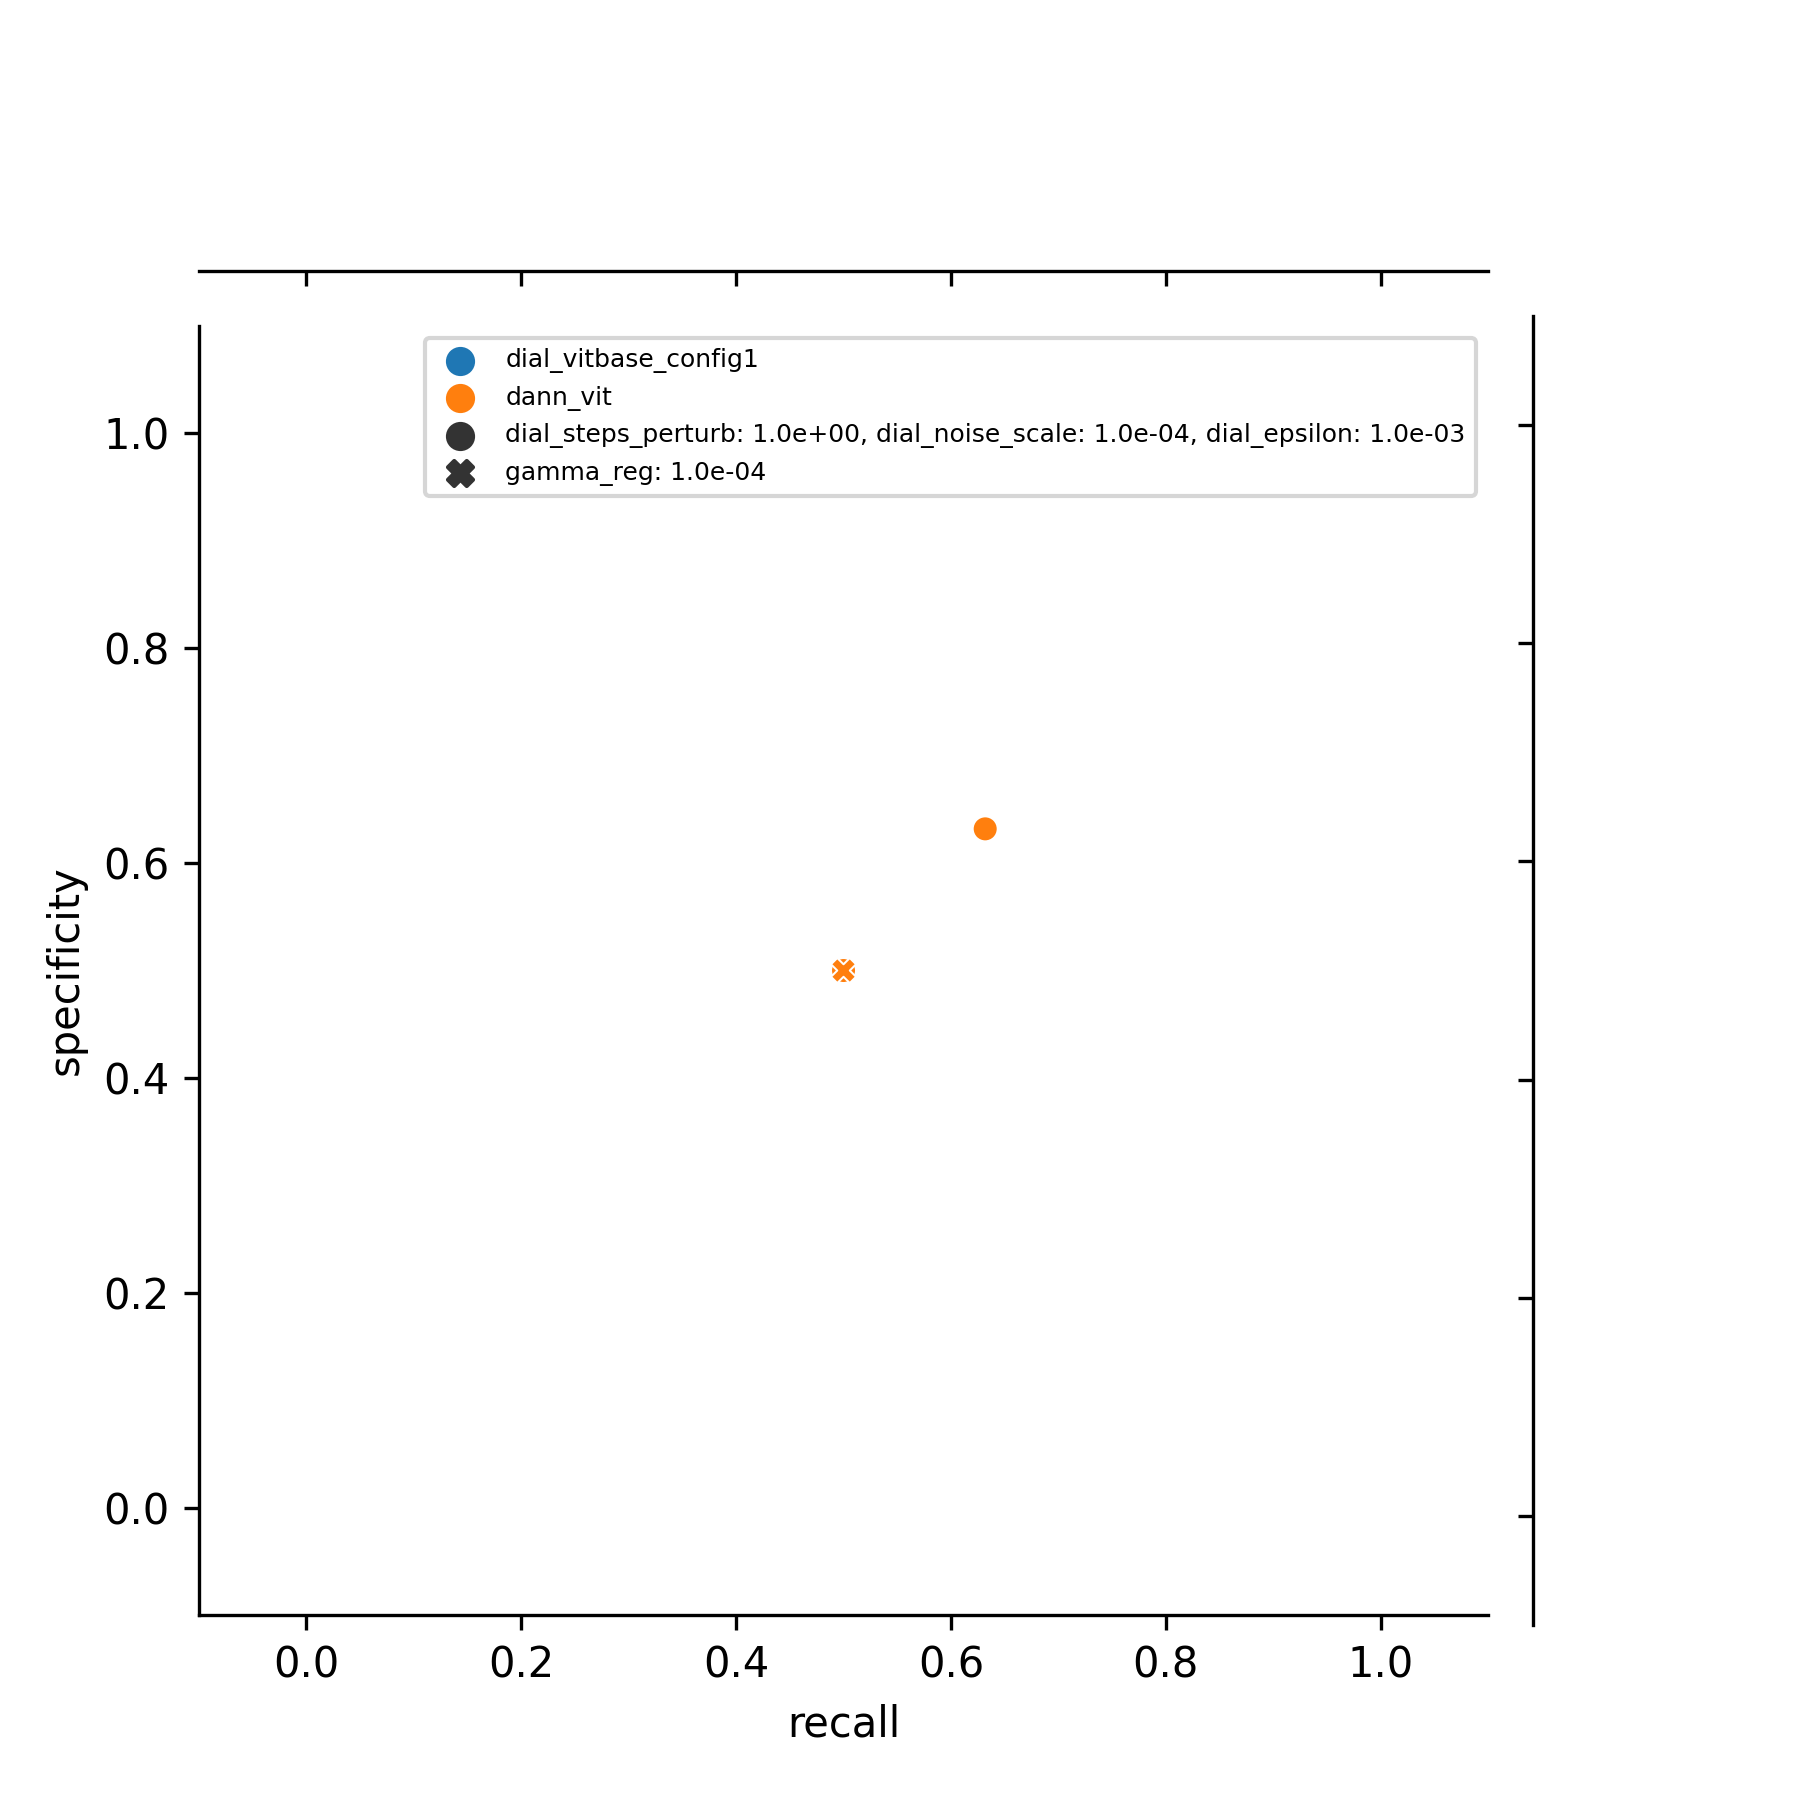 dial_vitbase_config1
dann_vit
dial_steps_perturb: 1.0e+00, dial_noise_scale: 1.0e-04, dial_epsilon: 1.0e-03
gamma_reg: 1.0e-04
1.0
0.8
0.6
0.4
0.2
0.0
specificity
0.0 0.2 0.4 0.6 0.8 1.0
recall